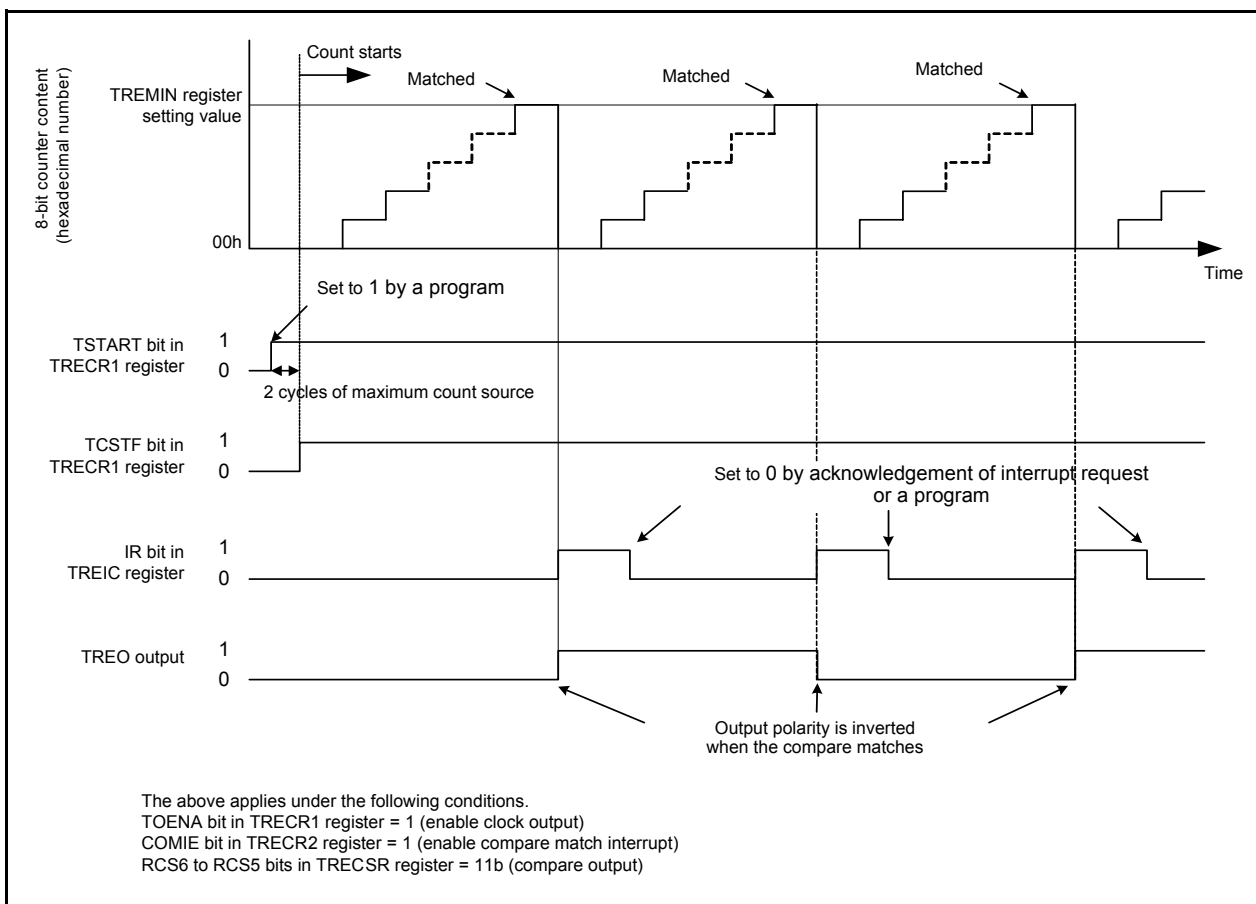 Count starts
Matched
Matched
Matched
TREMIN register
setting value
8-bit counter content
(hexadecimal number)
00h
Time
Set to 1 by a program
TSTART bit in
TRECR1 register
1
0
2 cycles of maximum count source
TCSTF bit in
TRECR1 register
1
0
Set to 0 by acknowledgement of interrupt request
or a program
IR bit in
TREIC register
1
0
TREO output
1
0
Output polarity is inverted
when the compare matches
The above applies under the following conditions.
TOENA bit in TRECR1 register = 1 (enable clock output)
COMIE bit in TRECR2 register = 1 (enable compare match interrupt)
RCS6 to RCS5 bits in TRECSR register = 11b (compare output)